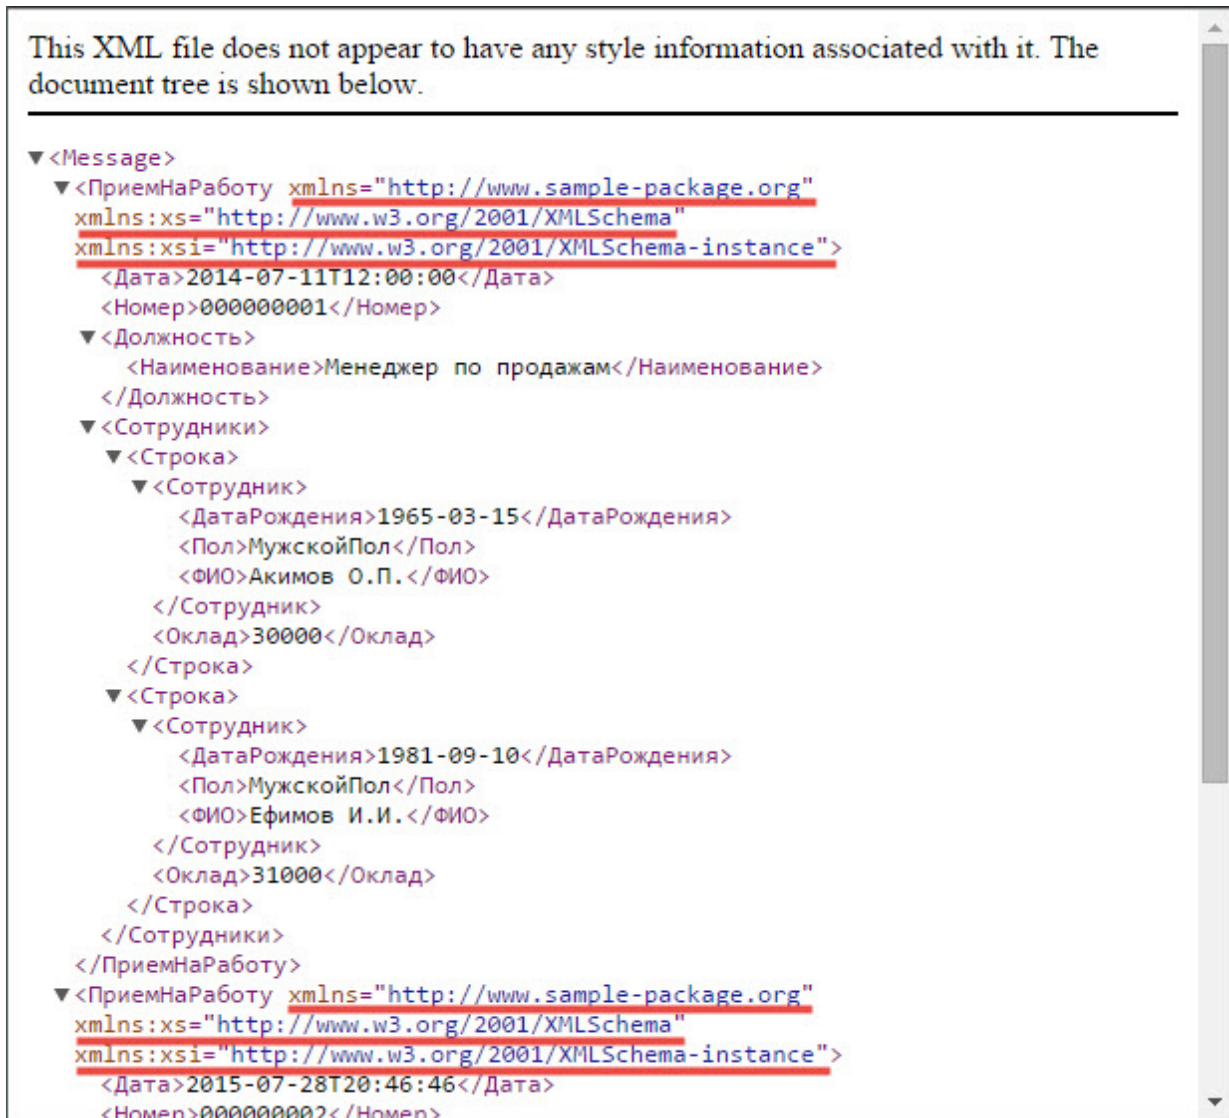 This XML file does not appear to have any style information associated with it. The
document tree is shown below.
▼<Message>
▼<ПриемНаРаботу xmlns="http://www.sample-package.org"
xmlns:xs="http://www.w3.org/2001/XMLSchema"
xmlns:xsi="http://www.w3.org/2001/XMLSchema-instance">
<Дата>2014-07-11T12:00:00</Дата>
<Номер>000000001</Номер>
▼<Должность>
<Наименование>Менеджер по продажам</Наименование>
</Должность>
▼<Сотрудники>
▼<Строка>
▼<Сотрудник>
<ДатаРождения>1965-03-15</ДатаРождения>
<Пол>МужскойПол</Пол>
<ФИО>Акимов О.П.</ФИО>
</Сотрудник>
<Оклад>30000</Оклад>
</Строка>
▼<Строка>
▼<Сотрудник>
<ДатаРождения>1981-09-10</ДатаРождения>
<Пол>МужскойПол</Пол>
<ФИО>Ефимов И.И.</ФИО>
</Сотрудник>
<Оклад>31000</Оклад>
</Строка>
</Сотрудники>
</ПриемНаРаботу>
▼<ПриемНаРаботу xmlns="http://www.sample-package.org"
xmlns:xs="http://www.w3.org/2001/XMLSchema"
xmlns:xsi="http://www.w3.org/2001/XMLSchema-instance">
<Дата>2015-07-28T20:46:46</Дата>
<Номер>000000002</Номер>